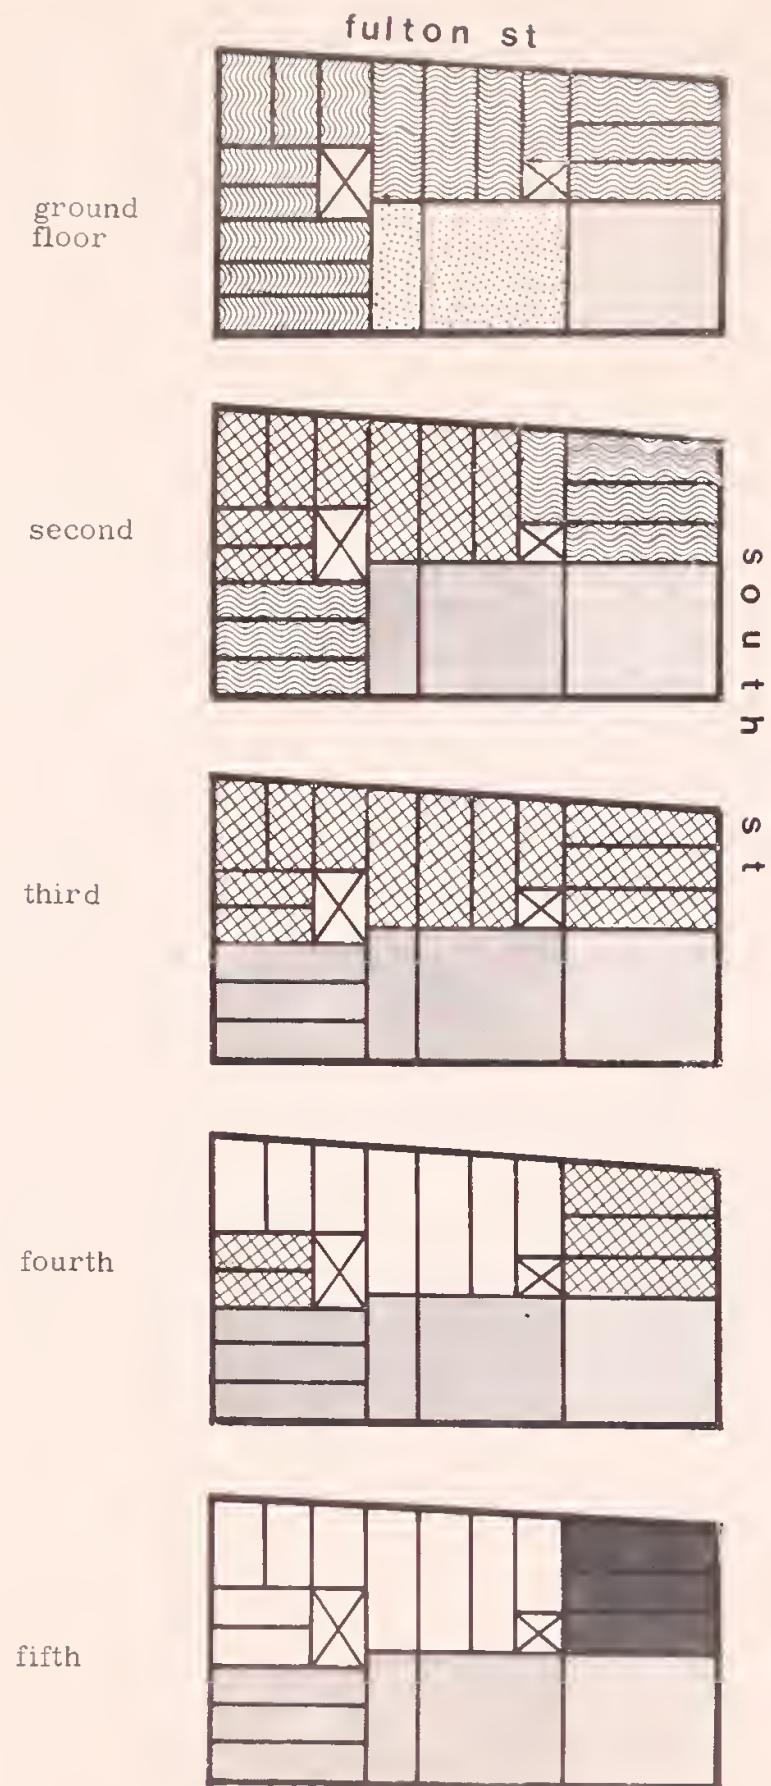 fulton st
ground
floor
second
south st
third
fourth
fifth